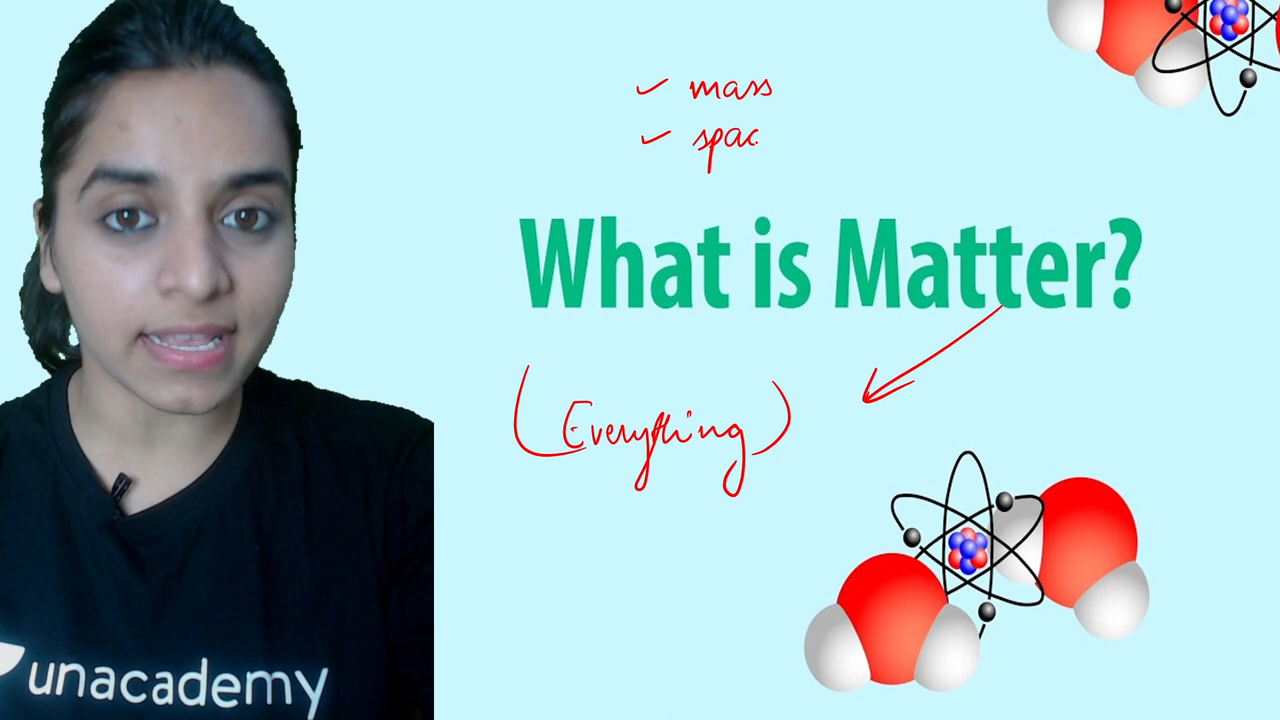 ✓ mass
✓ spac
What is Matter?
(Everything)
unacademy